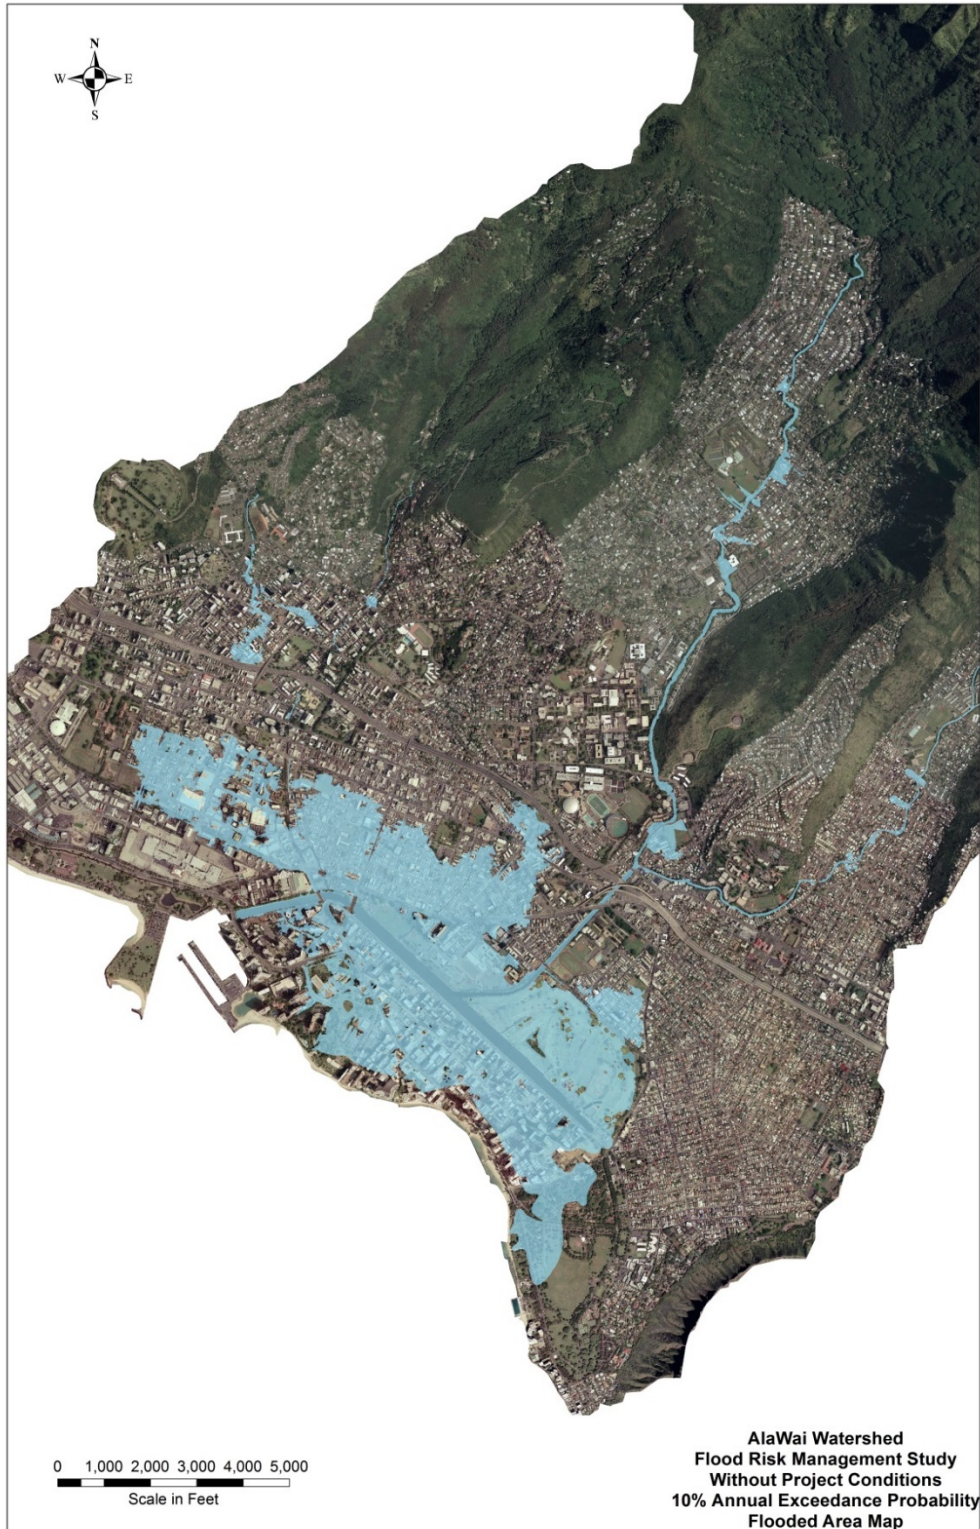 N
W E
S
0 1,000 2,000 3,000 4,000 5,000
Scale in Feet
AlaWai Watershed
Flood Risk Management Study
Without Project Conditions
10% Annual Exceedance Probability
Flooded Area Map